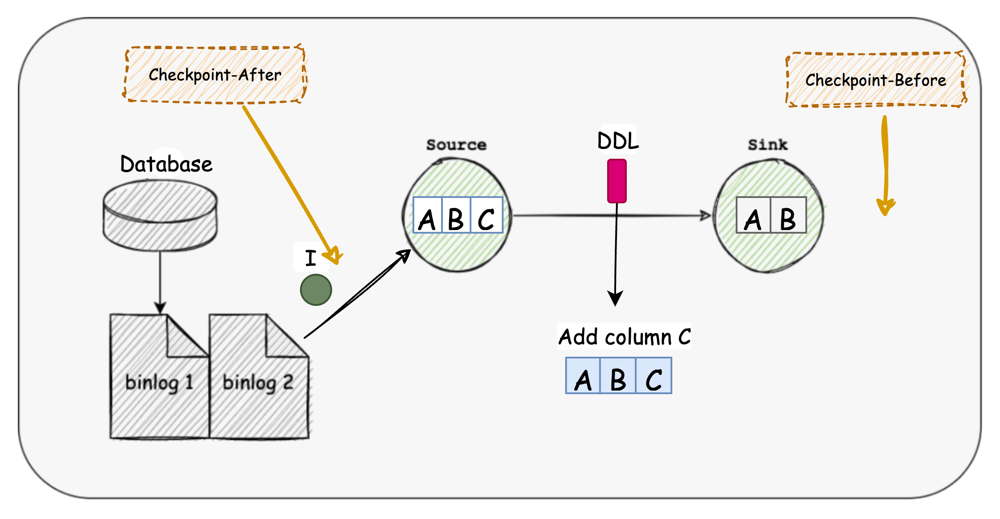 Checkpoint-After
Checkpoint-Before
Source
DDL
Sink
Database
A B C
A B
I
Add column C
A B C
binlog 1
binlog 2